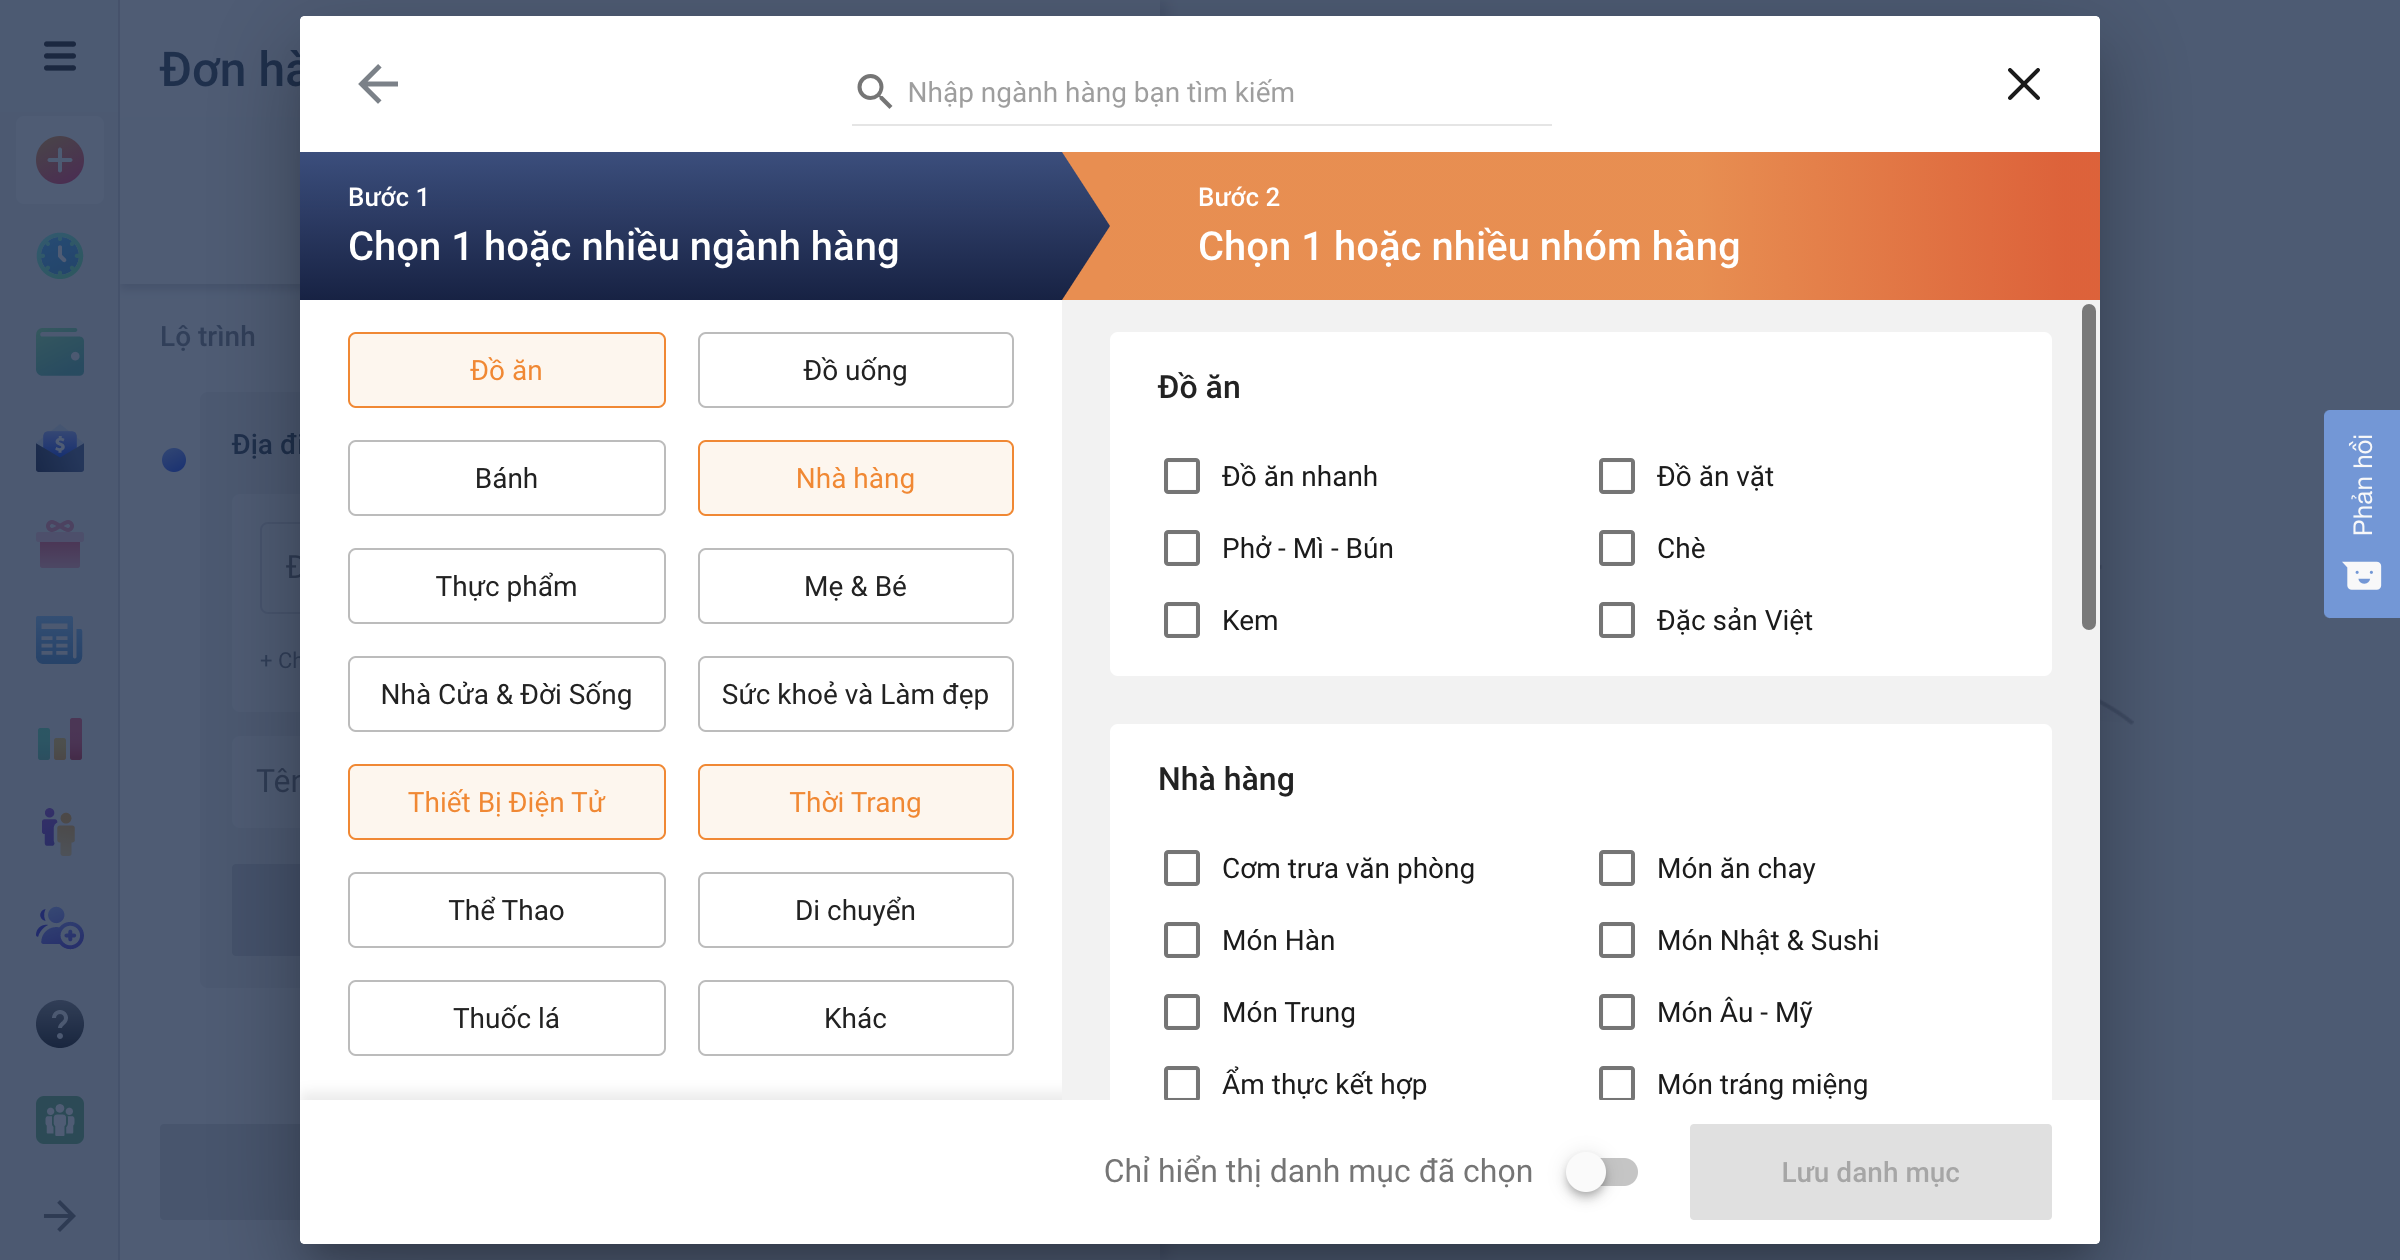 Đơn hà
Nhập ngành hàng bạn tìm kiếm
Bước 1
Chọn 1 hoặc nhiều ngành hàng
Bước 2
Chọn 1 hoặc nhiều nhóm hàng
Lộ trình
Địa đi
+ Ch
Tên
Đồ ăn
Đồ uống
Bánh
Nhà hàng
Thực phẩm
Mẹ & Bé
Nhà Cửa & Đời Sống
Sức khoẻ và Làm đẹp
Thiết Bị Điện Tử
Thời Trang
Thể Thao
Di chuyển
Thuốc lá
Khác
Đồ ăn
Đồ ăn nhanh
Đồ ăn vặt
Phở - Mì - Bún
Chè
Kem
Đặc sản Việt
Nhà hàng
Cơm trưa văn phòng
Món ăn chay
Món Hàn
Món Nhật & Sushi
Món Trung
Món Âu - Mỹ
Ẩm thực kết hợp
Món tráng miệng
Chỉ hiển thị danh mục đã chọn
Lưu danh mục
Phản hồi